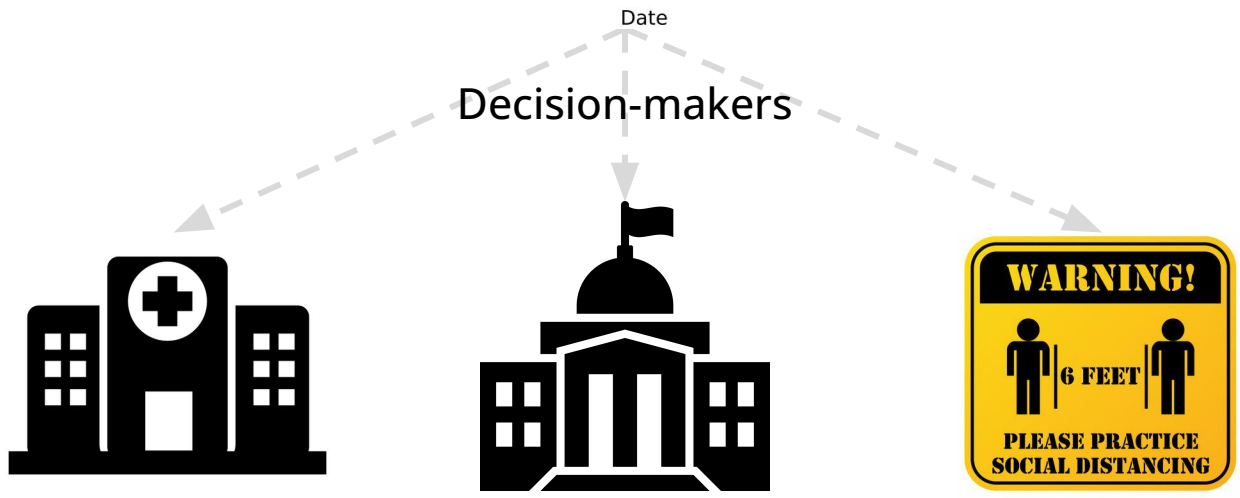 Date
Decision-makers
WARNING!
6 FEET
PLEASE PRACTICE
SOCIAL DISTANCING